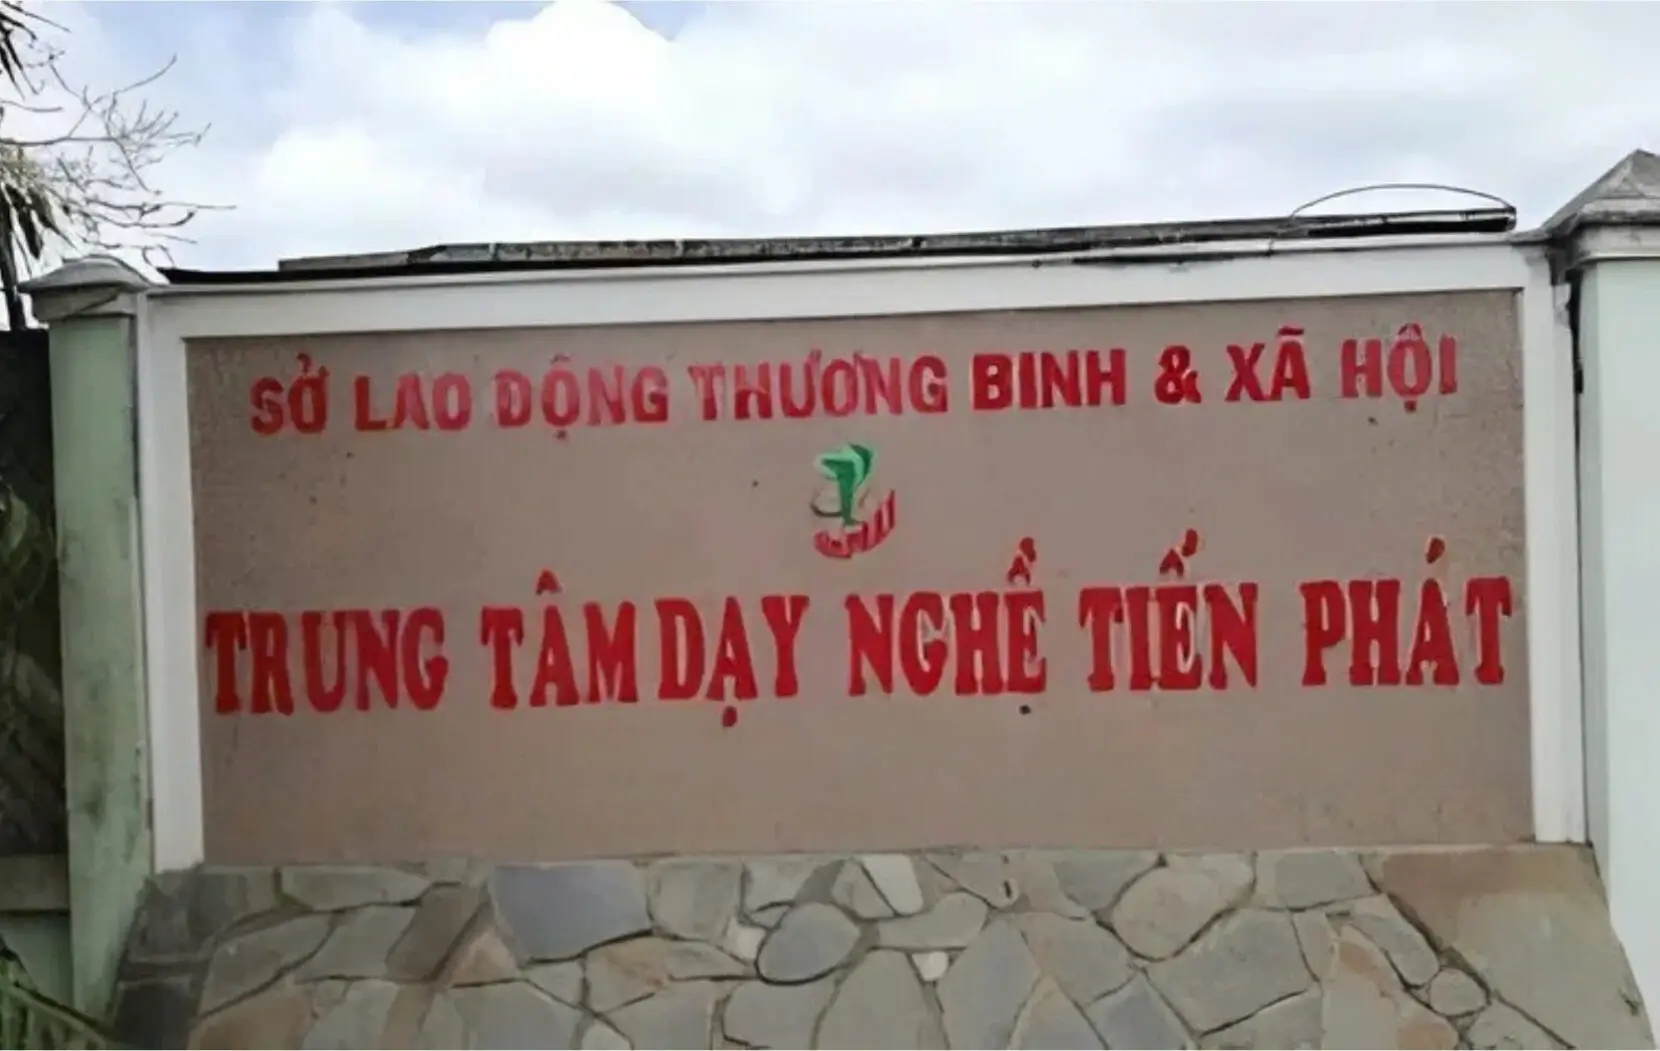 SỞ LAO ĐỘNG THƯƠNG BINH & XÃ HỘI
TRUNG TÂM DẠY NGHỀ TIẾN PHÁT